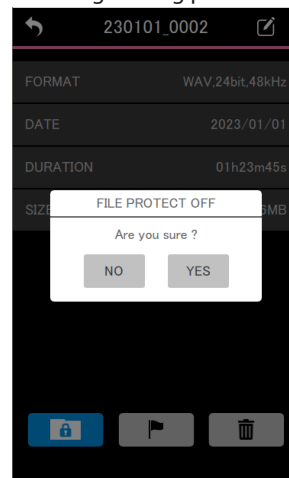 230101_0002
FORMAT WAV,24bit,48kHz
DATE 2023/01/01
DURATION 01h23m45s
FILE PROTECT OFF
Are you sure ?
NO YES